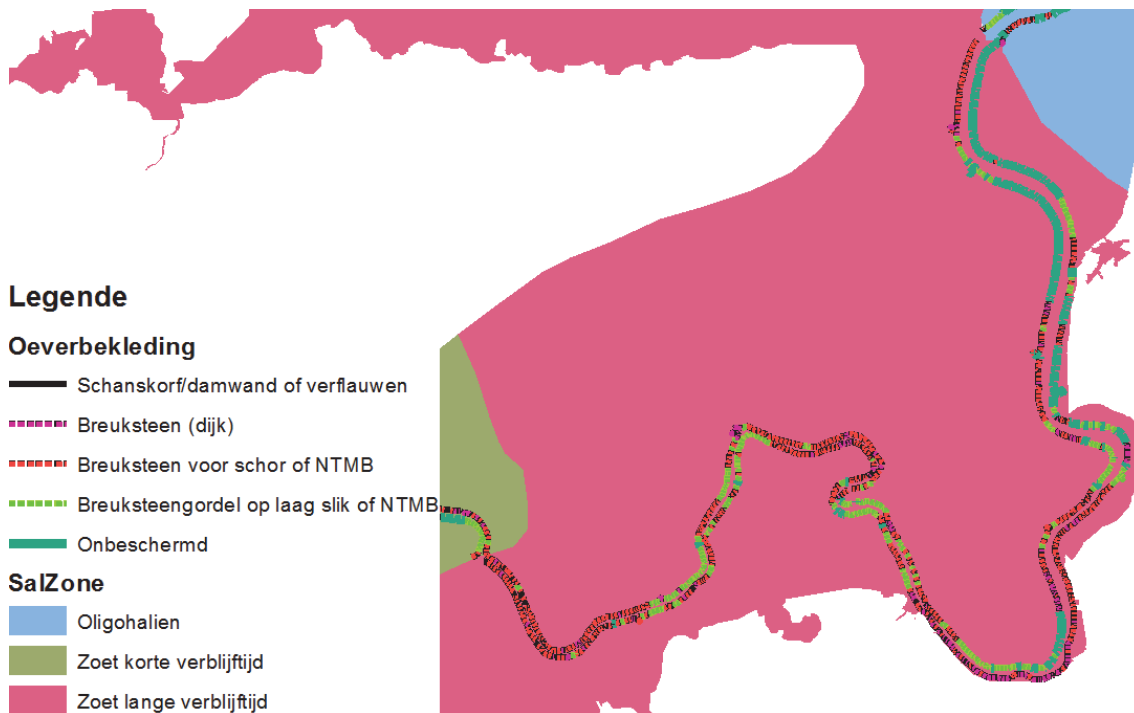 Legende
Oeverbekleding
Schanskorf/damwand of verflauwen
Breuksteen (dijk)
Breuksteen voor schor of NTMB
Breuksteengordel op laag slik of NTMB
Onbeschermd
SalZone
Oligohalien
Zoet korte verblijftijd
Zoet lange verblijftijd